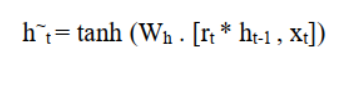 h˜ₜ= tanh (Wₕ . [rₜ * hₜ₋₁ , xₜ])